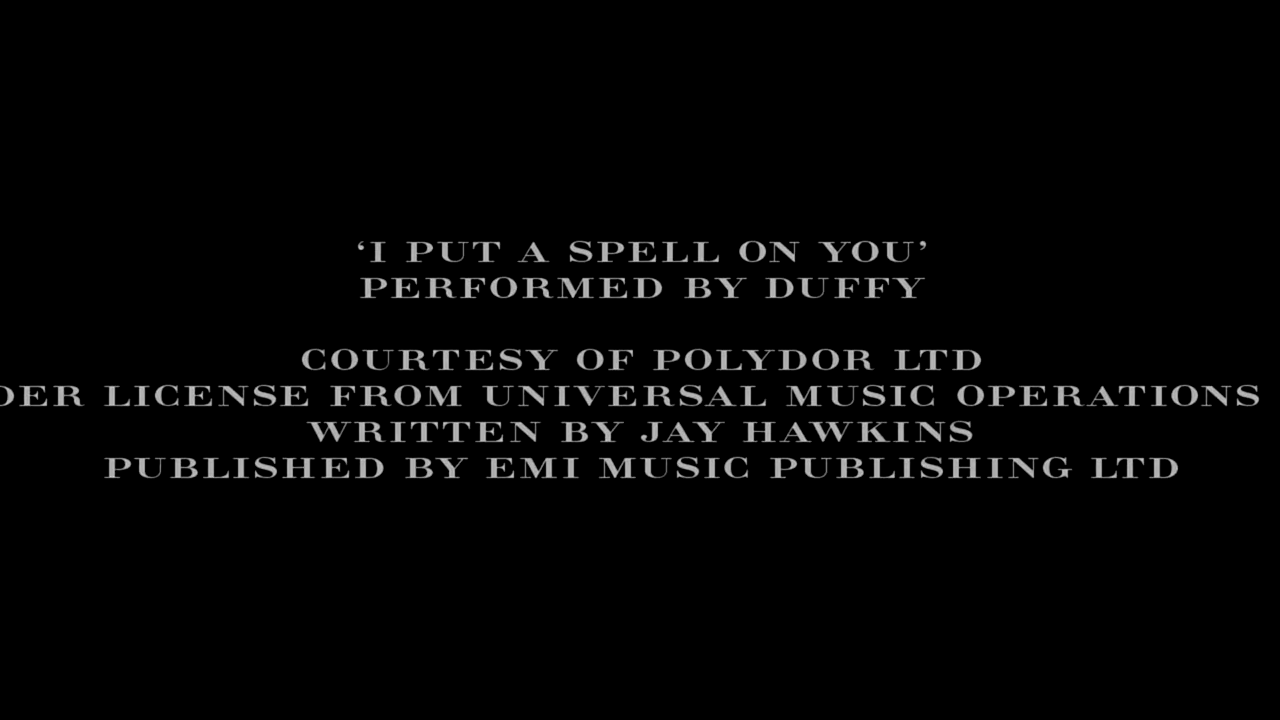 ‘I PUT A SPELL ON YOU’
PERFORMED BY DUFFY
COURTESY OF POLYDOR LTD
DER LICENSE FROM UNIVERSAL MUSIC OPERATIONS
WRITTEN BY JAY HAWKINS
PUBLISHED BY EMI MUSIC PUBLISHING LTD